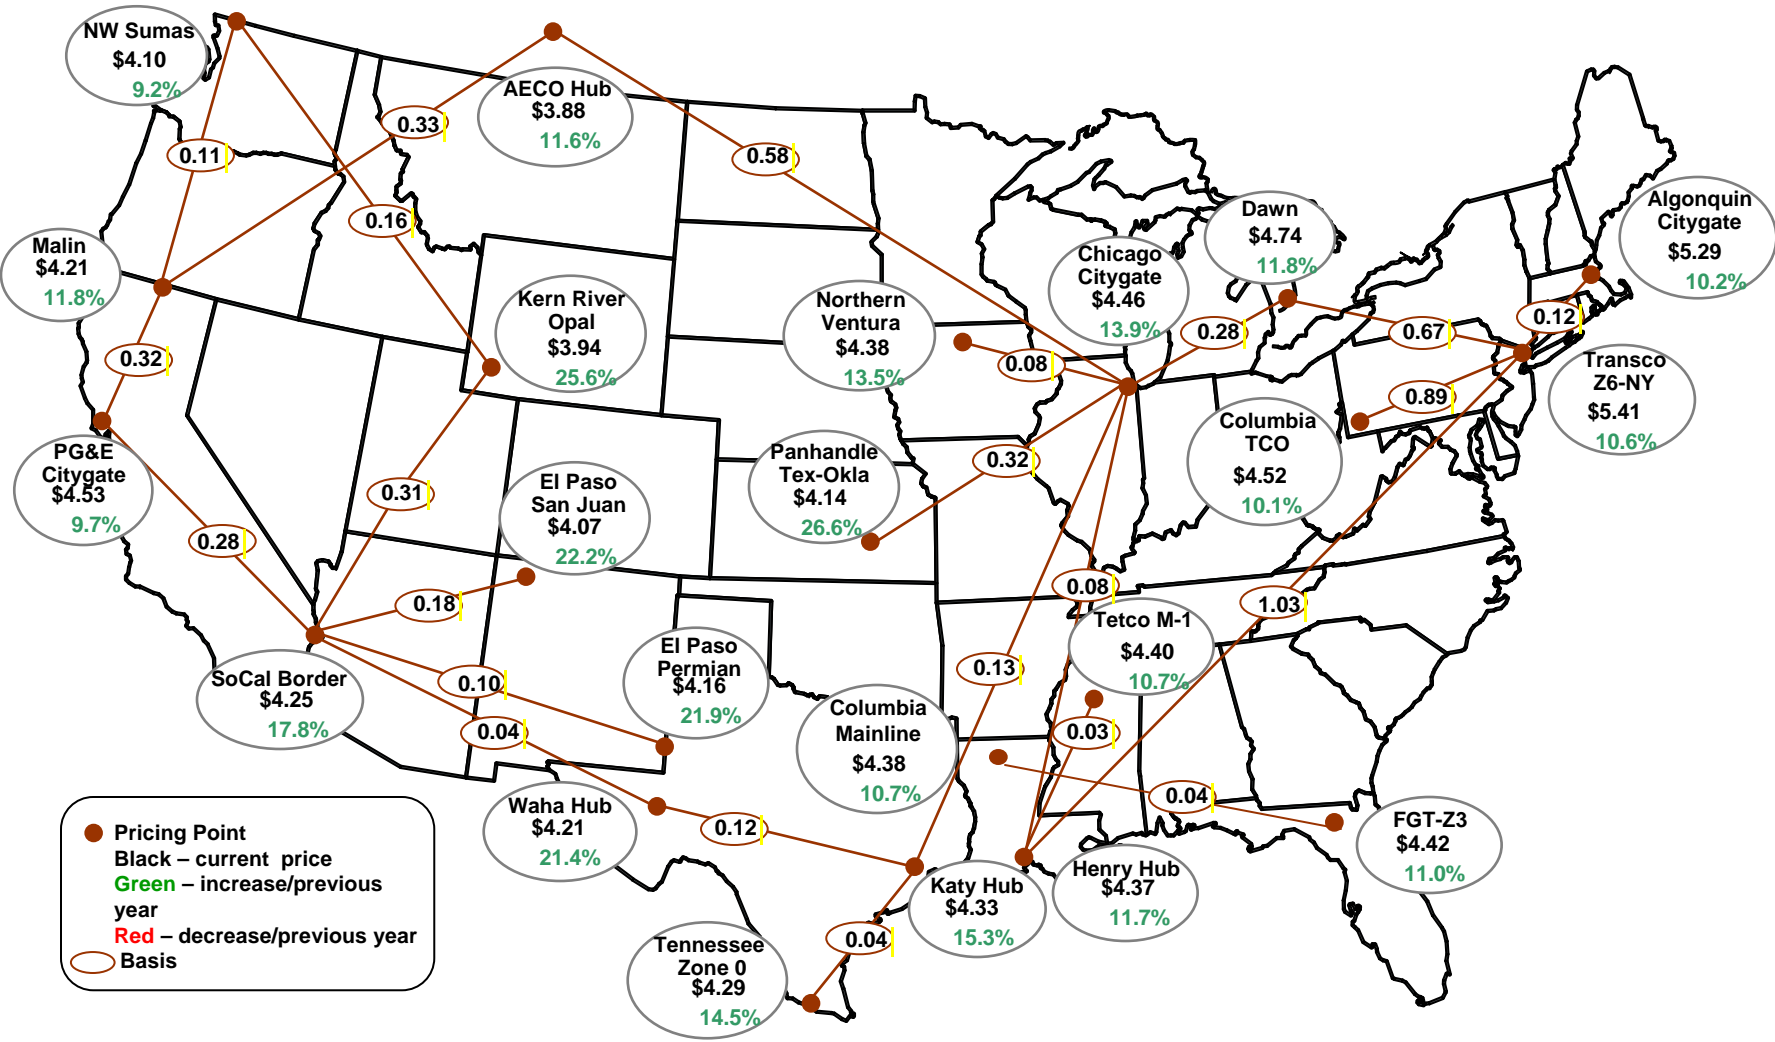 NW Sumas
$4.10
9.2%
AECO Hub
$3.88
11.6%
0.33
0.11
0.58
0.16
Malin
$4.21
11.8%
Kern River
Opal
$3.94
25.6%
Northern
Ventura
$4.38
13.5%
Chicago
Citygate
$4.46
13.9%
Dawn
$4.74
11.8%
Algonquin
Citygate
$5.29
10.2%
0.32
0.08
0.28
0.67
0.12
Transco
Z6-NY
$5.41
10.6%
0.89
PG&E
Citygate
$4.53
9.7%
0.28
0.31
El Paso
San Juan
$4.07
22.2%
Panhandle
Tex-Okla
$4.14
26.6%
0.32
Columbia
TCO
$4.52
10.1%
0.18
0.08
1.03
SoCal Border
$4.25
17.8%
0.10
0.04
El Paso
Permian
$4.16
21.9%
0.13
Tetco M-1
$4.40
10.7%
Columbia
Mainline
$4.38
10.7%
0.03
0.04
Waha Hub
$4.21
21.4%
0.12
Katy Hub
$4.33
15.3%
Henry Hub
$4.37
11.7%
FGT-Z3
$4.42
11.0%
0.04
Tennessee
Zone 0
$4.29
14.5%
Pricing Point
Black – current price
Green – increase/previous
year
Red – decrease/previous year
Basis